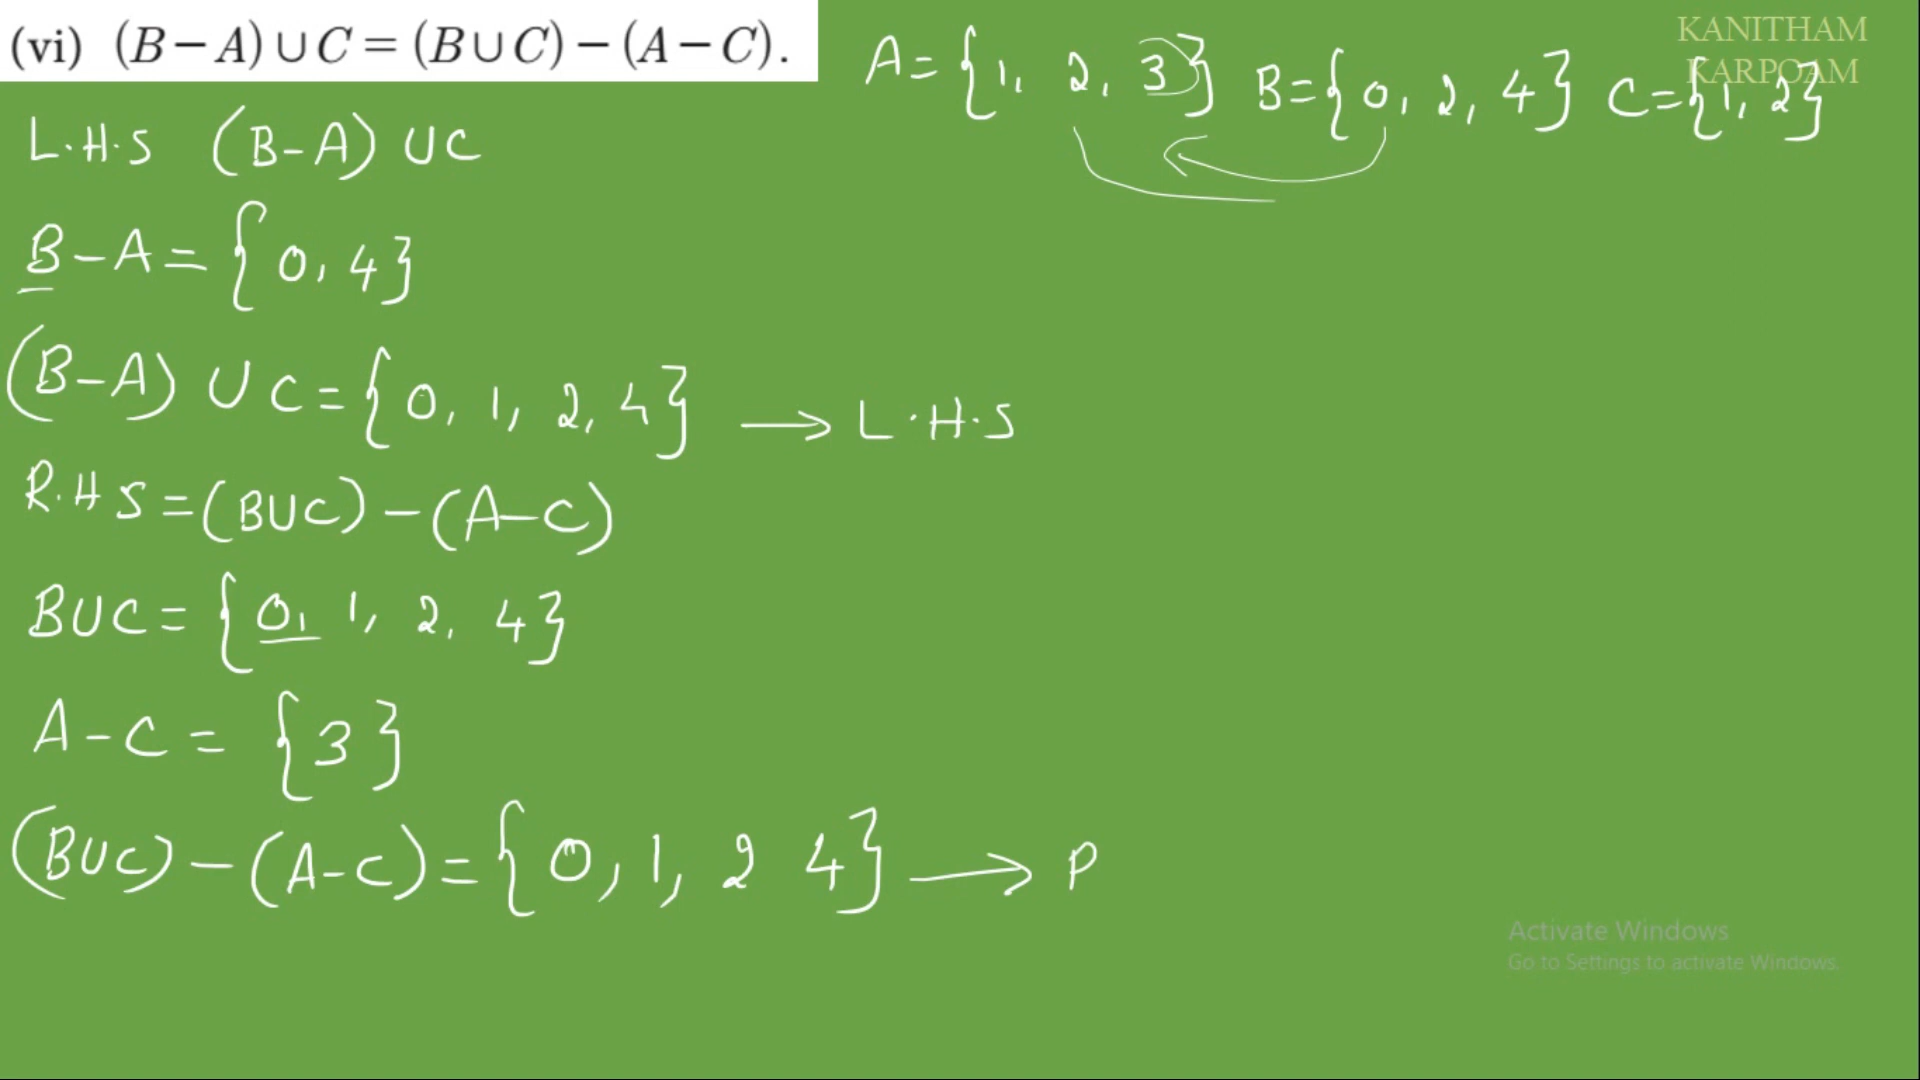 (vi) (B − A) ∪ C = (B ∪ C) − (A − C).
A = {1, 2, 3} B = {0, 2, 4} C = {1, 2}
KANITHAM
KARPOAM
L.H.S (B-A) ∪ C
B-A = {0, 4}
(B-A) ∪ C = {0, 1, 2, 4} → L.H.S
R.H S = (B∪C) - (A-C)
B∪C = {0, 1, 2, 4}
A-C = {3}
(B∪C) - (A-C) = {0, 1, 2 4} → P
Activate Windows
Go to Settings to activate Windows.